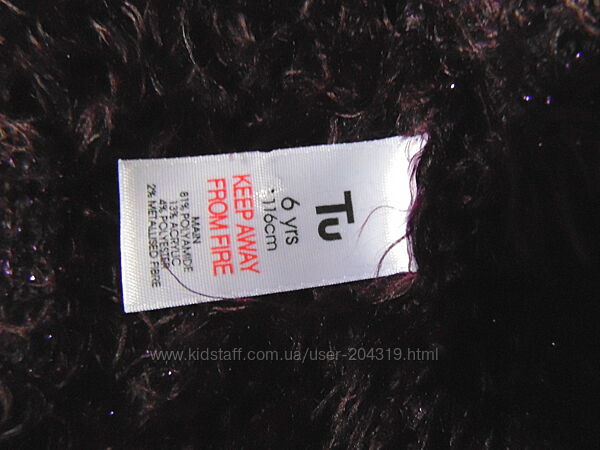 Tu
6 yrs
116cm
KEEP AWAY
FROM FIRE
MAIN
81% POLYAMIDE
13% ACRYLIC
4% POLYESTER
2% METALLISED FIBRE
www.kidstaff.com.ua/user-204319.html